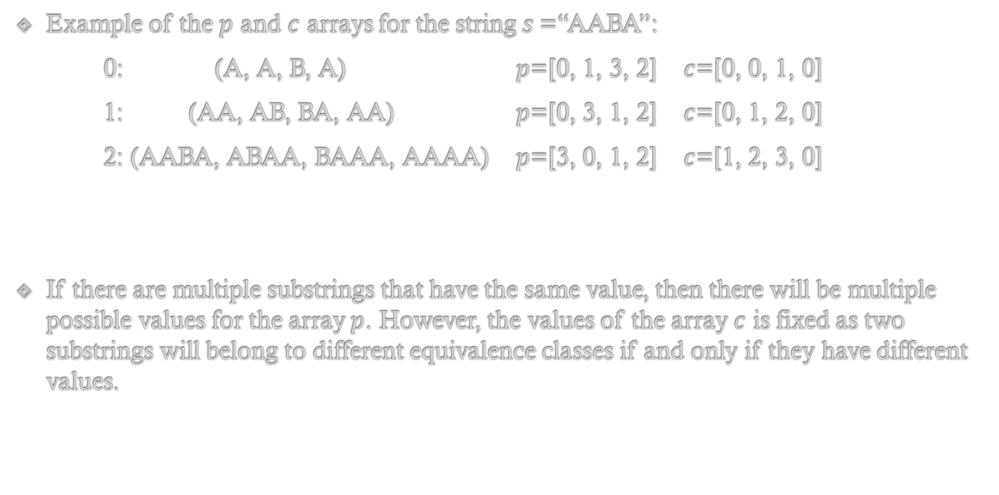 Example of the p and c arrays for the string s =“AABA”:
0: (A, A, B, A) p=[0, 1, 3, 2] c=[0, 0, 1, 0]
1: (AA, AB, BA, AA) p=[0, 3, 1, 2] c=[0, 1, 2, 0]
2: (AABA, ABAA, BAAA, AAAA) p=[3, 0, 1, 2] c=[1, 2, 3, 0]
If there are multiple substrings that have the same value, then there will be multiple
possible values for the array p. However, the values of the array c is fixed as two
substrings will belong to different equivalence classes if and only if they have different
values.